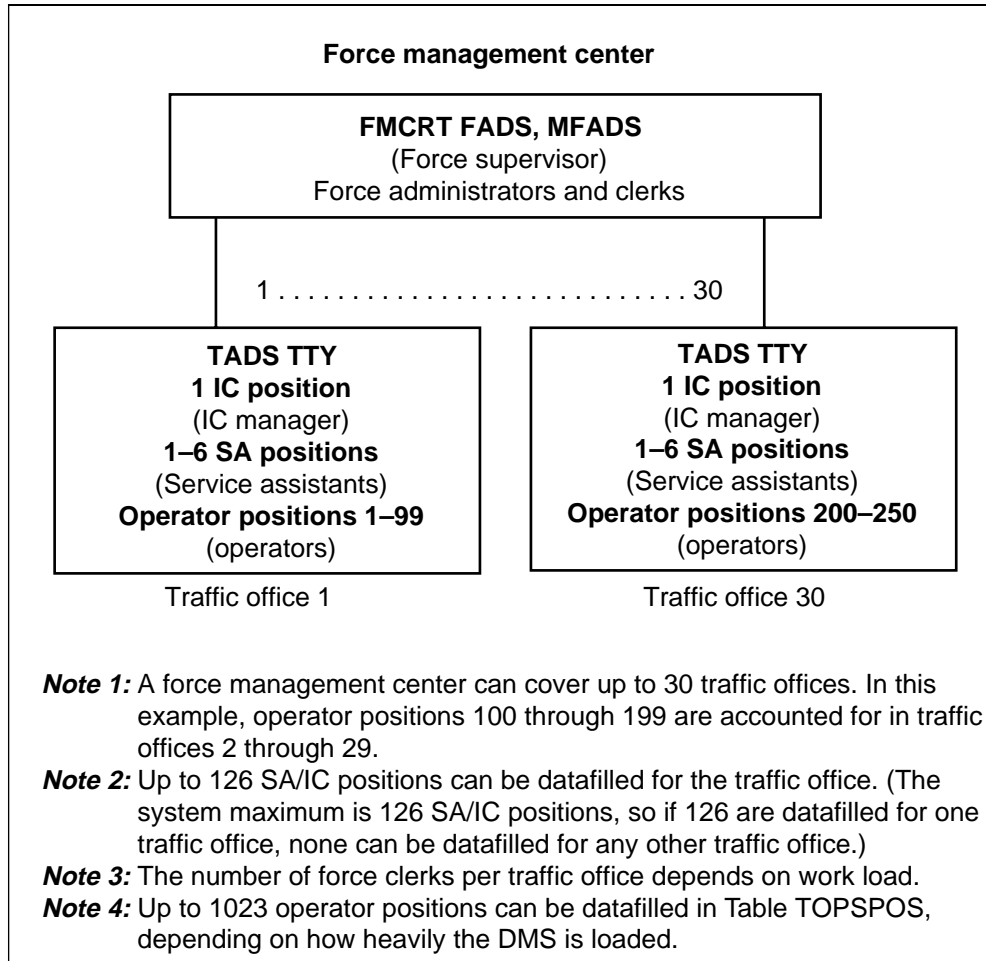 Force management center
FMCRT FADS, MFADS
(Force supervisor)
Force administrators and clerks
1 . . . . . . . . . . . . . . . . . . . . . . . . . . . 30
TADS TTY
1 IC position
(IC manager)
1–6 SA positions
(Service assistants)
Operator positions 1–99
(operators)
Traffic office 1
TADS TTY
1 IC position
(IC manager)
1–6 SA positions
(Service assistants)
Operator positions 200–250
(operators)
Traffic office 30
Note 1: A force management center can cover up to 30 traffic offices. In this
example, operator positions 100 through 199 are accounted for in traffic
offices 2 through 29.
Note 2: Up to 126 SA/IC positions can be datafilled for the traffic office. (The
system maximum is 126 SA/IC positions, so if 126 are datafilled for one
traffic office, none can be datafilled for any other traffic office.)
Note 3: The number of force clerks per traffic office depends on work load.
Note 4: Up to 1023 operator positions can be datafilled in Table TOPSPOS,
depending on how heavily the DMS is loaded.